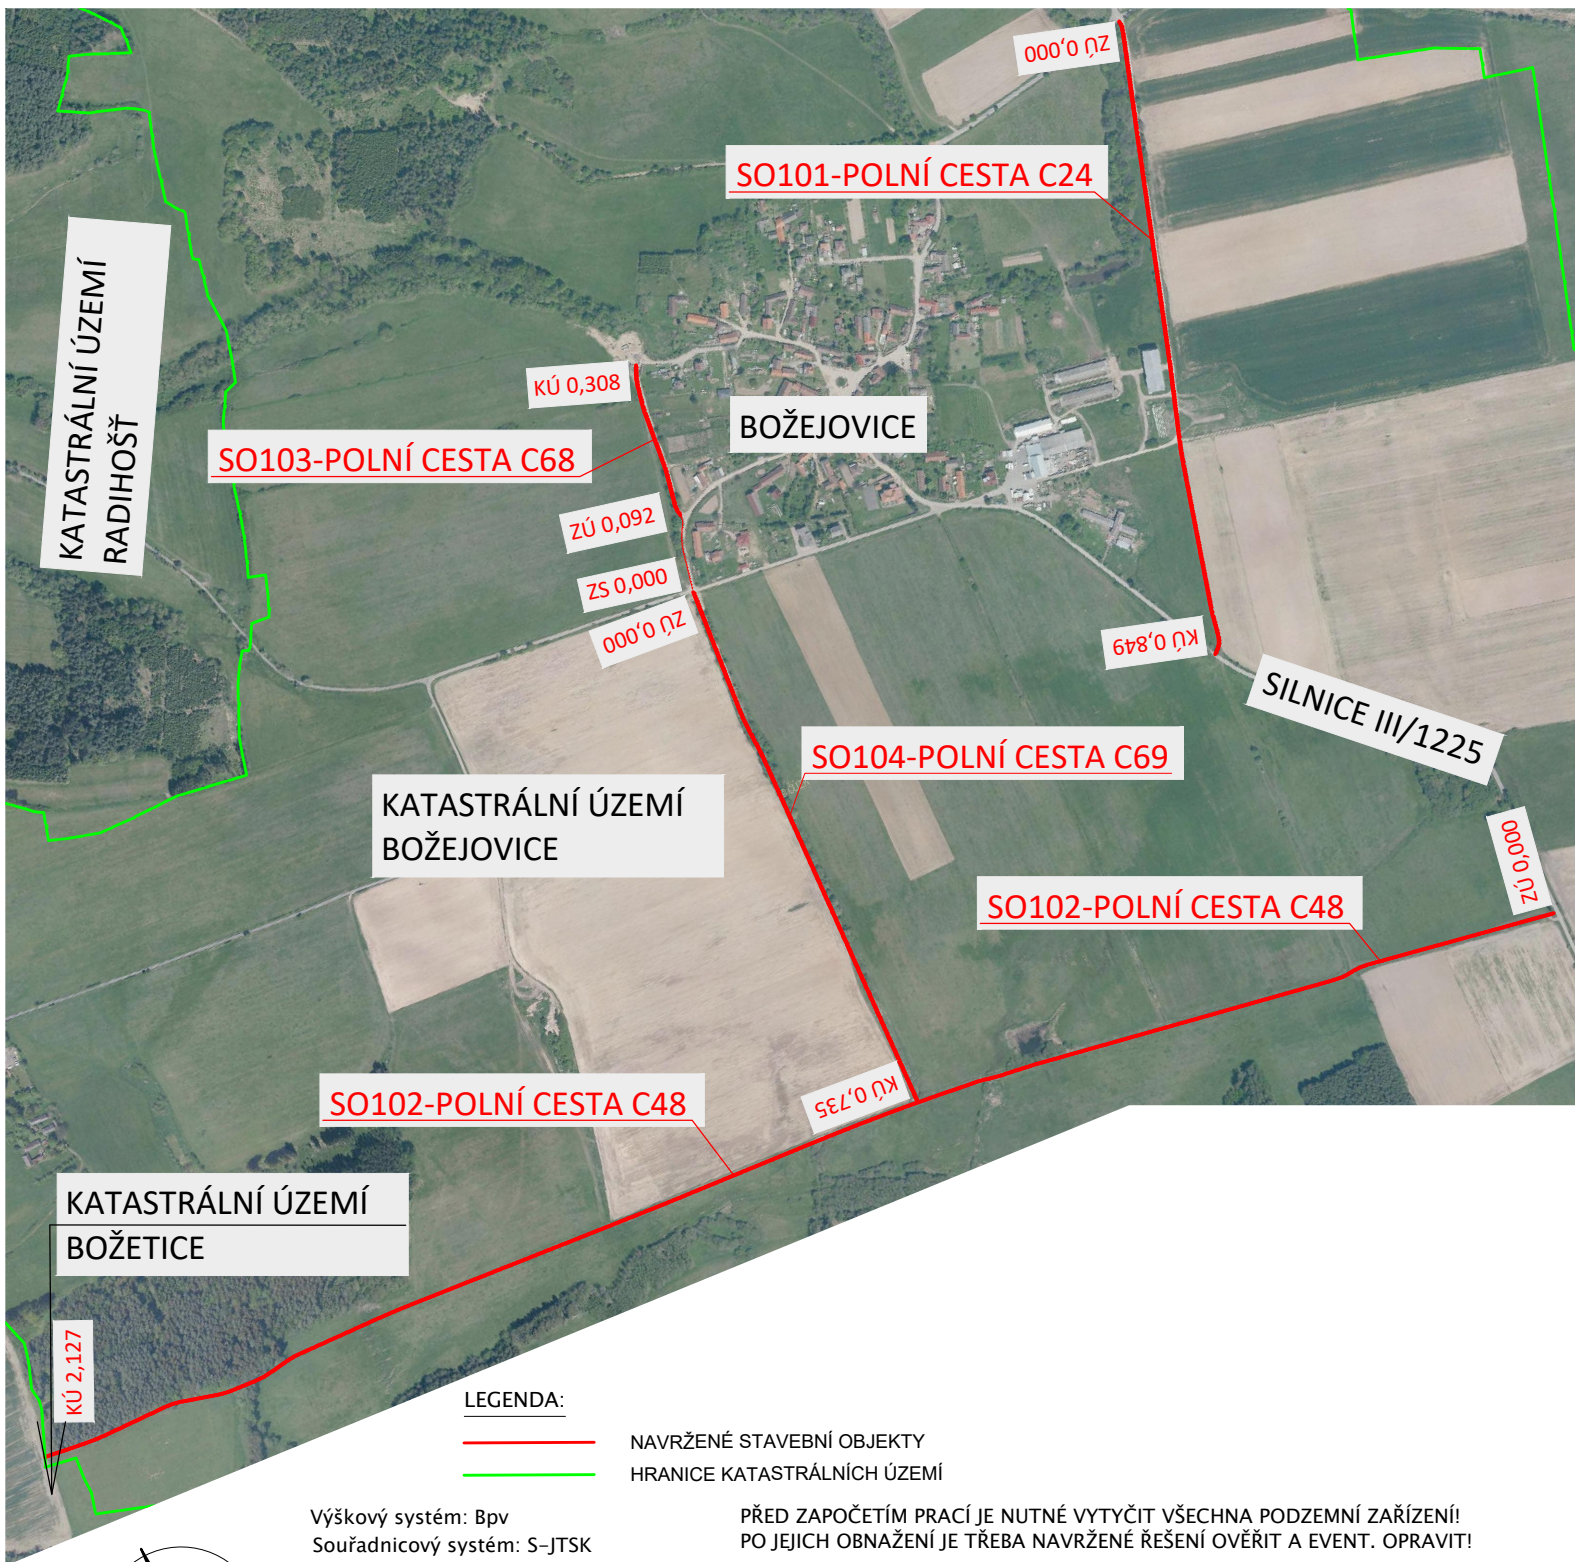 ZÚ 0,000
SO101-POLNÍ CESTA C24
KATASTRÁLNÍ ÚZEMÍ
RADIHOŠŤ
KÚ 0,308
BOŽEJOVICE
SO103-POLNÍ CESTA C68
ZÚ 0,092
ZS 0,000
ZÚ 0,000
KÚ 0,849
SILNICE III/1225
SO104-POLNÍ CESTA C69
KATASTRÁLNÍ ÚZEMÍ
BOŽEJOVICE
ZÚ 0,000
SO102-POLNÍ CESTA C48
KÚ 0,735
SO102-POLNÍ CESTA C48
KATASTRÁLNÍ ÚZEMÍ
BOŽETICE
KÚ 2,127
LEGENDA:
NAVRŽENÉ STAVEBNÍ OBJEKTY
HRANICE KATASTRÁLNÍCH ÚZEMÍ
Výškový systém: Bpv
Souřadnicový systém: S-JTSK
PŘED ZAPOČETÍM PRACÍ JE NUTNÉ VYTYČIT VŠECHNA PODZEMNÍ ZAŘÍZENÍ!
PO JEJICH OBNAŽENÍ JE TŘEBA NAVRŽENÉ ŘEŠENÍ OVĚŘIT A EVENT. OPRAVIT!